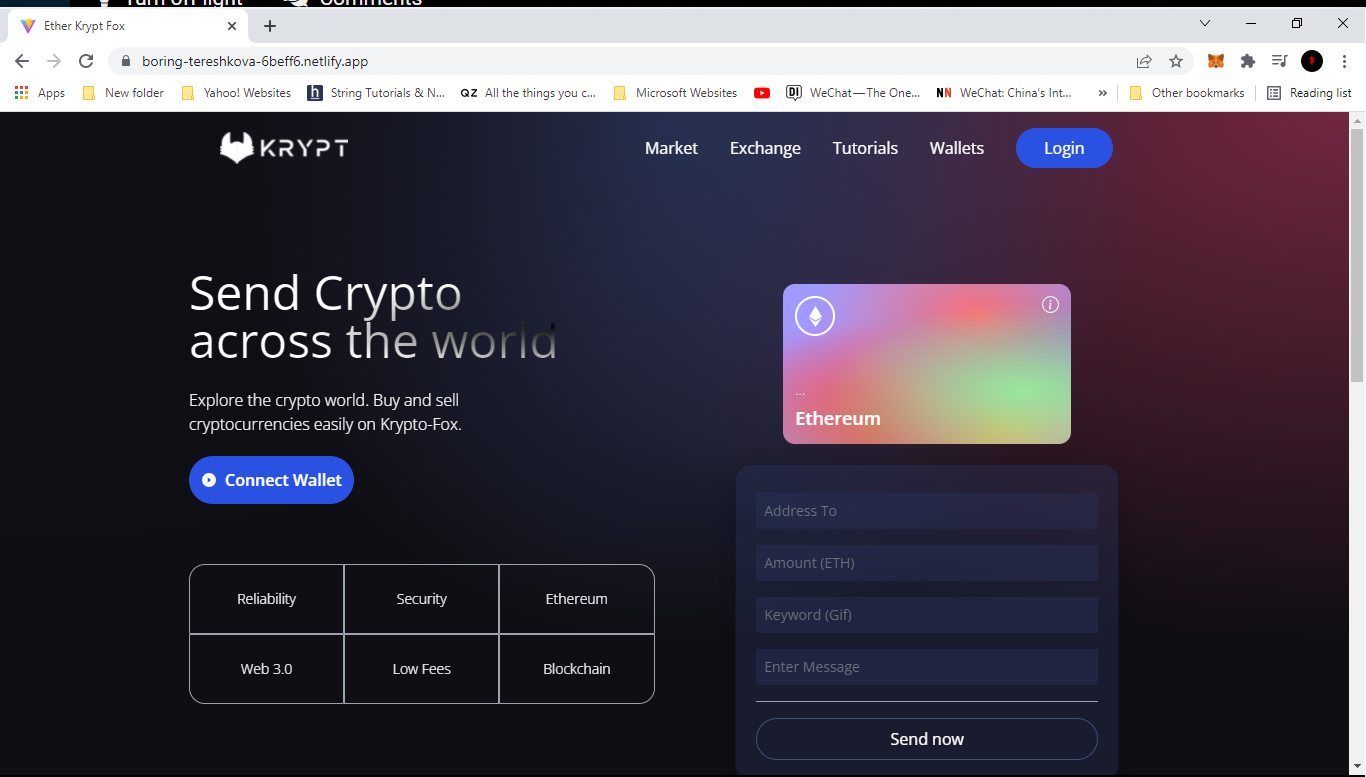 Turn off light Comments
Ether Krypt Fox
boring-tereshkova-6beff6.netlify.app
Apps New folder Yahoo! Websites h String Tutorials & N... QZ All the things you c... Microsoft Websites DJ WeChat—The One... NN WeChat: China's Int... » Other bookmarks Reading list
KRYPT Market Exchange Tutorials Wallets Login
Send Crypto
across the world
Explore the crypto world. Buy and sell
cryptocurrencies easily on Krypto-Fox.
Connect Wallet
Reliability Security Ethereum
Web 3.0 Low Fees Blockchain
i
...
Ethereum
Address To
Amount (ETH)
Keyword (Gif)
Enter Message
Send now